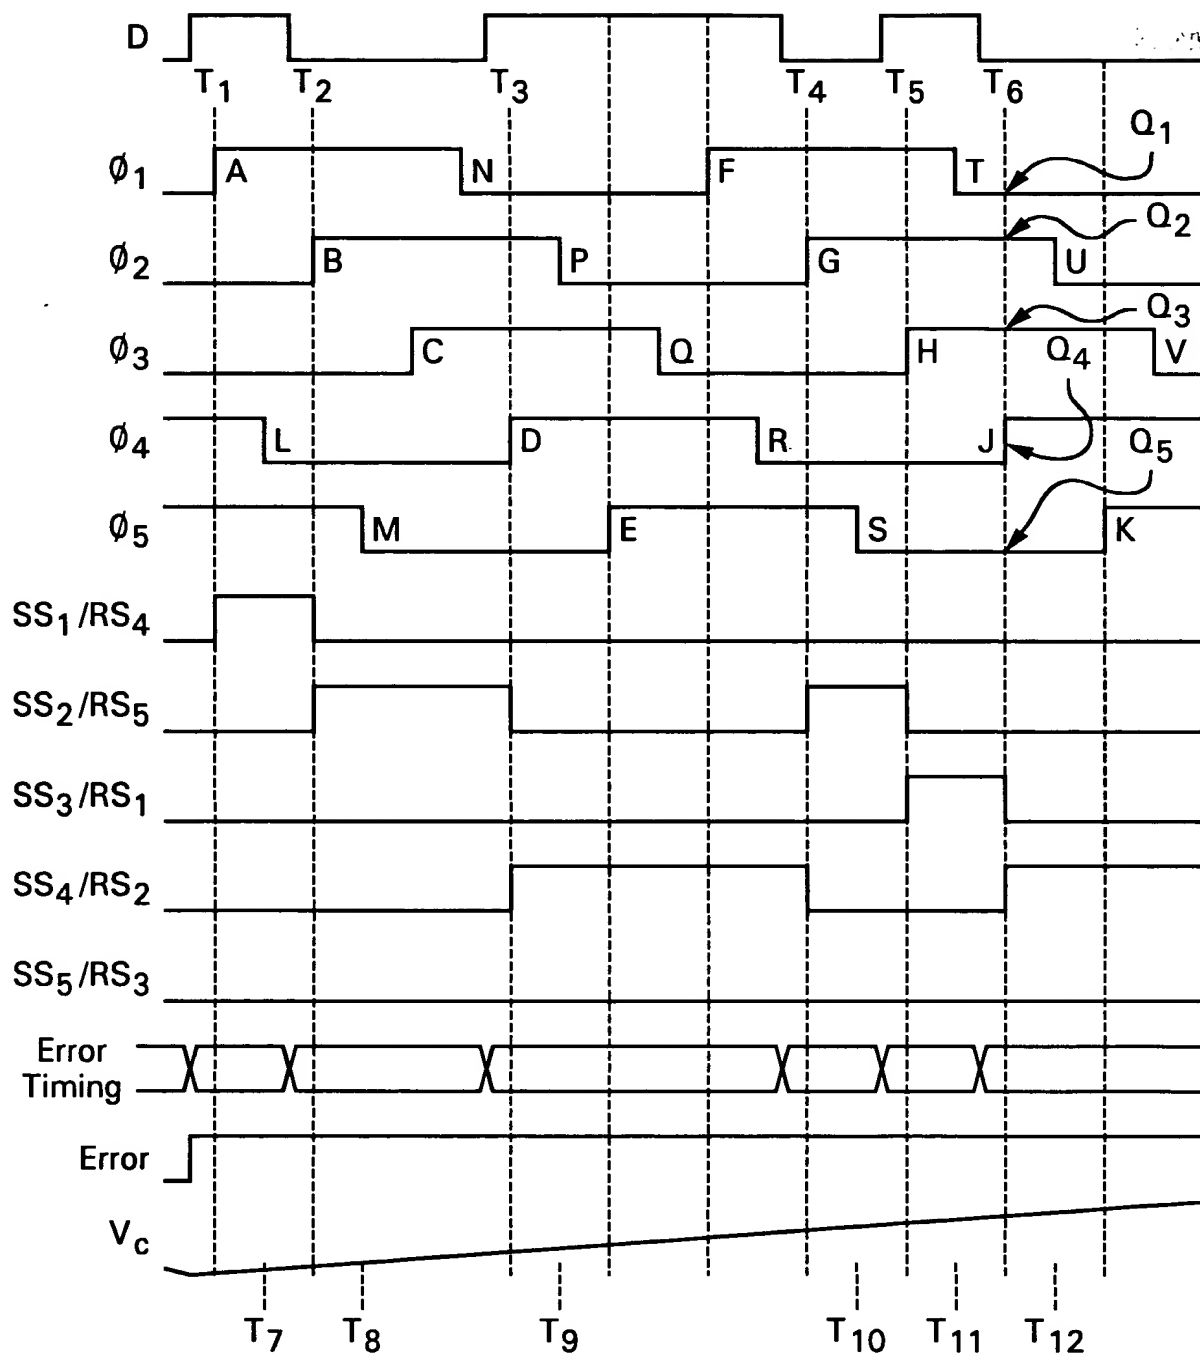 D
T1 T2 T3 T4 T5 T6
Q1
Ø1 A N F T
Q2
Ø2 B P G U
Q3
Ø3 C Q H Q4 V
Ø4 L D R J Q5
Ø5 M E S K
SS1/RS4
SS2/RS5
SS3/RS1
SS4/RS2
SS5/RS3
Error
Timing
Error
Vc
T7 T8 T9 T10 T11 T12